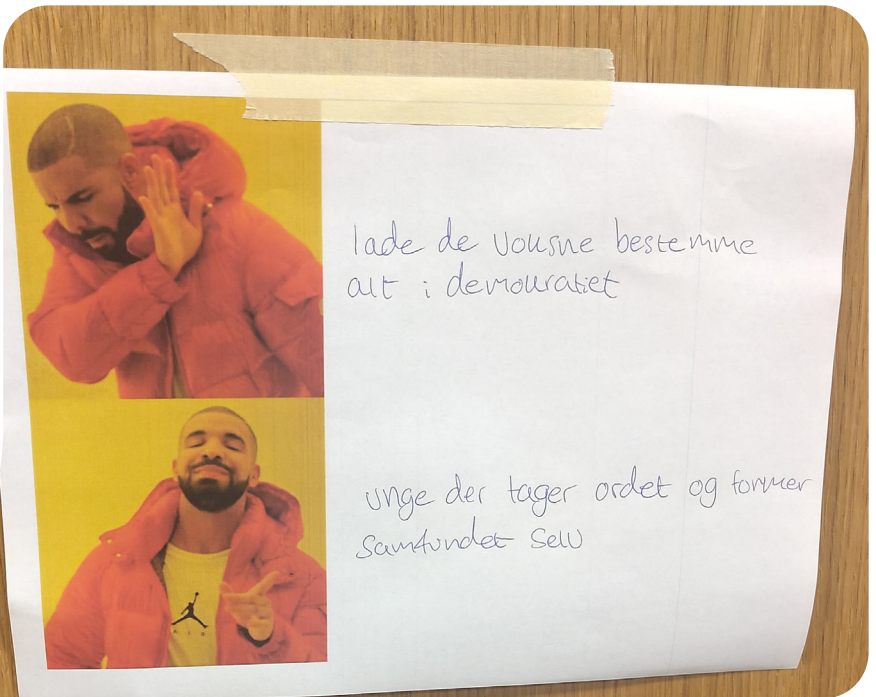 lade de voksne bestemme
alt i demokratiet
unge der tager ordet og former
samfundet selv